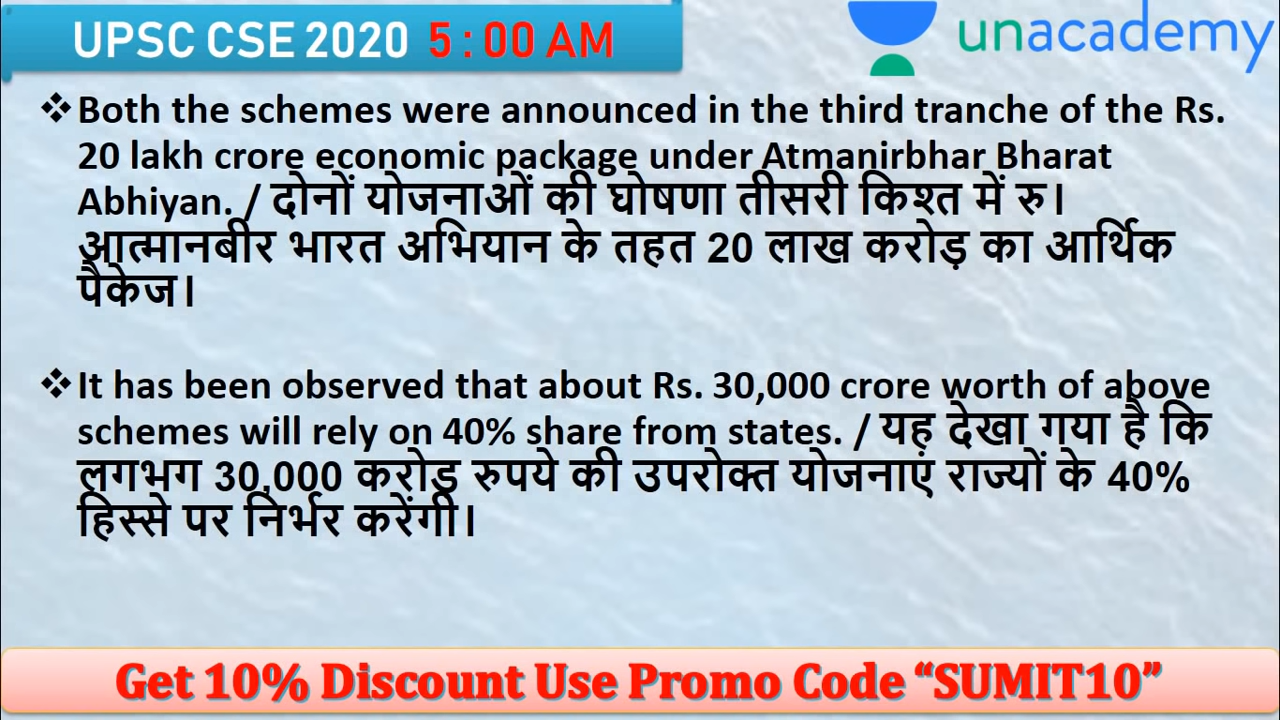 UPSC CSE 2020 5 : 00 AM
unacademy
❖Both the schemes were announced in the third tranche of the Rs.
20 lakh crore economic package under Atmanirbhar Bharat
Abhiyan. / दोनों योजनाओं की घोषणा तीसरी किश्त में रु।
आत्मानबीर भारत अभियान के तहत 20 लाख करोड़ का आर्थिक
पैकेज।
❖It has been observed that about Rs. 30,000 crore worth of above
schemes will rely on 40% share from states. / यह देखा गया है कि
लगभग 30,000 करोड़ रुपये की उपरोक्त योजनाएं राज्यों के 40%
हिस्से पर निर्भर करेंगी।
Get 10% Discount Use Promo Code “SUMIT10”